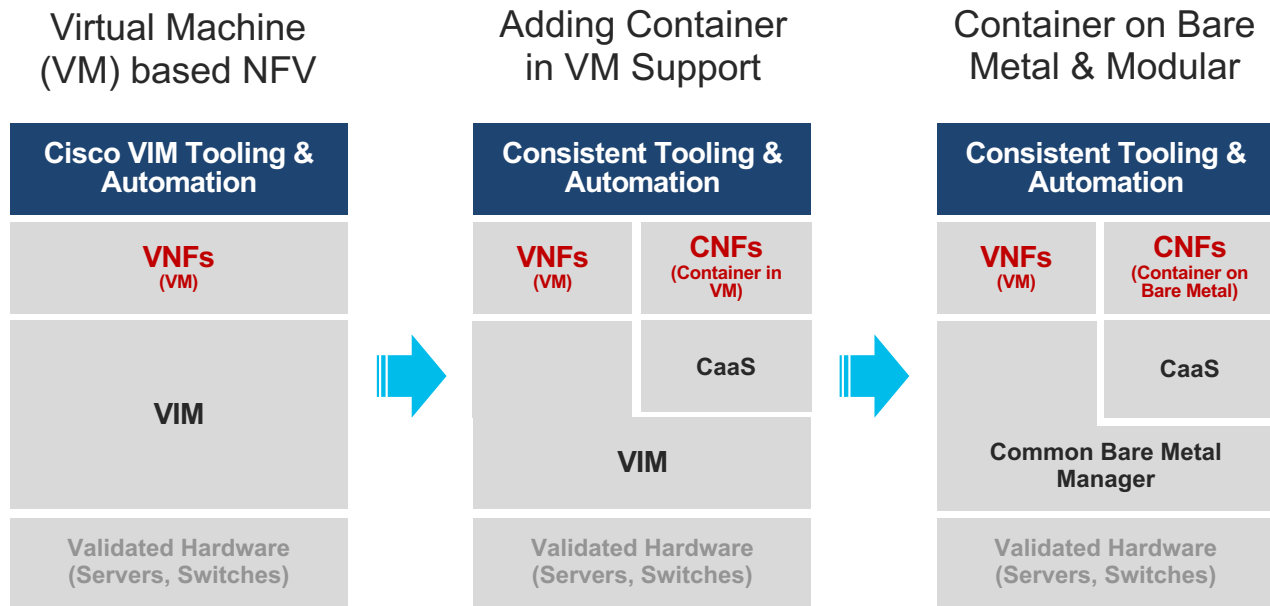 Virtual Machine
(VM) based NFV
Cisco VIM Tooling &
Automation
VNFs
(VM)
VIM
Validated Hardware
(Servers, Switches)
Adding Container
in VM Support
Consistent Tooling &
Automation
VNFs
(VM)
CNFs
(Container in
VM)
CaaS
VIM
Validated Hardware
(Servers, Switches)
Container on Bare
Metal & Modular
Consistent Tooling &
Automation
VNFs
(VM)
CNFs
(Container on
Bare Metal)
CaaS
Common Bare Metal
Manager
Validated Hardware
(Servers, Switches)